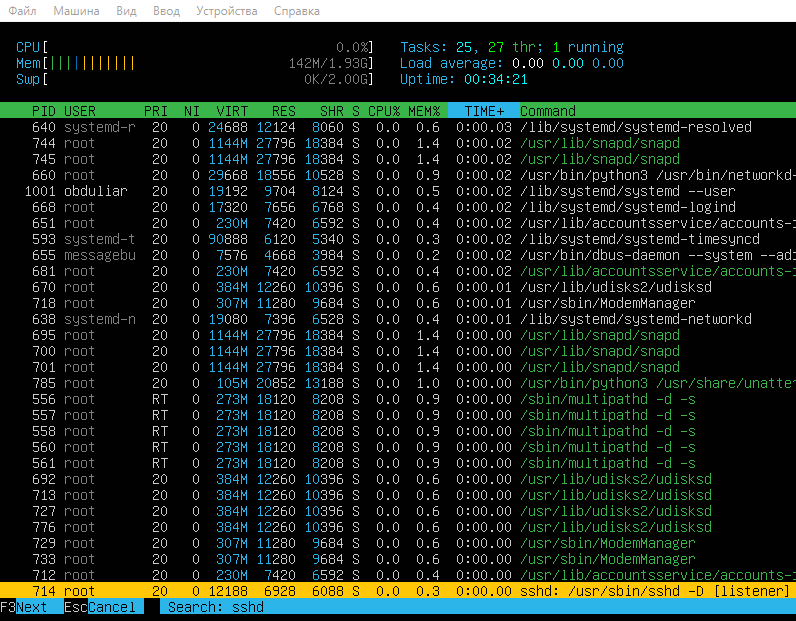 Файл Машина Вид Ввод Устройства Справка
CPU[ 0.0%] Tasks: 25, 27 thr; 1 running
Mem[|||||||||||| 142M/1.93G] Load average: 0.00 0.00 0.00
Swp[ 0K/2.00G] Uptime: 00:34:21
PID USER PRI NI VIRT RES SHR S CPU% MEM% TIME+ Command
640 systemd-r 20 0 24688 12124 8060 S 0.0 0.6 0:00.03 /lib/systemd/systemd-resolved
744 root 20 0 1144M 27796 18384 S 0.0 1.4 0:00.02 /usr/lib/snapd/snapd
745 root 20 0 1144M 27796 18384 S 0.0 1.4 0:00.02 /usr/lib/snapd/snapd
660 root 20 0 29668 18556 10528 S 0.0 0.9 0:00.02 /usr/bin/python3 /usr/bin/networkd-
1001 obduliar 20 0 19192 9704 8124 S 0.0 0.5 0:00.02 /lib/systemd/systemd --user
668 root 20 0 17320 7656 6768 S 0.0 0.4 0:00.02 /lib/systemd/systemd-logind
651 root 20 0 230M 7420 6592 S 0.0 0.4 0:00.02 /usr/lib/accountsservice/accounts-
593 systemd-t 20 0 90888 6120 5340 S 0.0 0.3 0:00.02 /lib/systemd/systemd-timesyncd
655 messagebu 20 0 7576 4668 3984 S 0.0 0.2 0:00.02 /usr/bin/dbus-daemon --system --ad
681 root 20 0 230M 7420 6592 S 0.0 0.4 0:00.02 /usr/lib/accountsservice/accounts-
670 root 20 0 384M 12260 10396 S 0.0 0.6 0:00.01 /usr/lib/udisks2/udisksd
718 root 20 0 307M 11280 9684 S 0.0 0.6 0:00.01 /usr/sbin/ModemManager
638 systemd-n 20 0 19080 7396 6528 S 0.0 0.4 0:00.01 /lib/systemd/systemd-networkd
695 root 20 0 1144M 27796 18384 S 0.0 1.4 0:00.00 /usr/lib/snapd/snapd
700 root 20 0 1144M 27796 18384 S 0.0 1.4 0:00.00 /usr/lib/snapd/snapd
701 root 20 0 1144M 27796 18384 S 0.0 1.4 0:00.00 /usr/lib/snapd/snapd
785 root 20 0 105M 20852 13188 S 0.0 1.0 0:00.00 /usr/bin/python3 /usr/share/unatte
556 root RT 0 273M 18120 8208 S 0.0 0.9 0:00.00 /sbin/multipathd -d -s
557 root RT 0 273M 18120 8208 S 0.0 0.9 0:00.00 /sbin/multipathd -d -s
558 root RT 0 273M 18120 8208 S 0.0 0.9 0:00.00 /sbin/multipathd -d -s
560 root RT 0 273M 18120 8208 S 0.0 0.9 0:00.00 /sbin/multipathd -d -s
561 root RT 0 273M 18120 8208 S 0.0 0.9 0:00.00 /sbin/multipathd -d -s
692 root 20 0 384M 12260 10396 S 0.0 0.6 0:00.00 /usr/lib/udisks2/udisksd
713 root 20 0 384M 12260 10396 S 0.0 0.6 0:00.00 /usr/lib/udisks2/udisksd
727 root 20 0 384M 12260 10396 S 0.0 0.6 0:00.00 /usr/lib/udisks2/udisksd
776 root 20 0 384M 12260 10396 S 0.0 0.6 0:00.00 /usr/lib/udisks2/udisksd
729 root 20 0 307M 11280 9684 S 0.0 0.6 0:00.00 /usr/sbin/ModemManager
733 root 20 0 307M 11280 9684 S 0.0 0.6 0:00.00 /usr/sbin/ModemManager
712 root 20 0 230M 7420 6592 S 0.0 0.4 0:00.00 /usr/lib/accountsservice/accounts-
714 root 20 0 12188 6928 6088 S 0.0 0.3 0:00.00 sshd: /usr/sbin/sshd -D [listener]
F3Next EscCancel Search: sshd